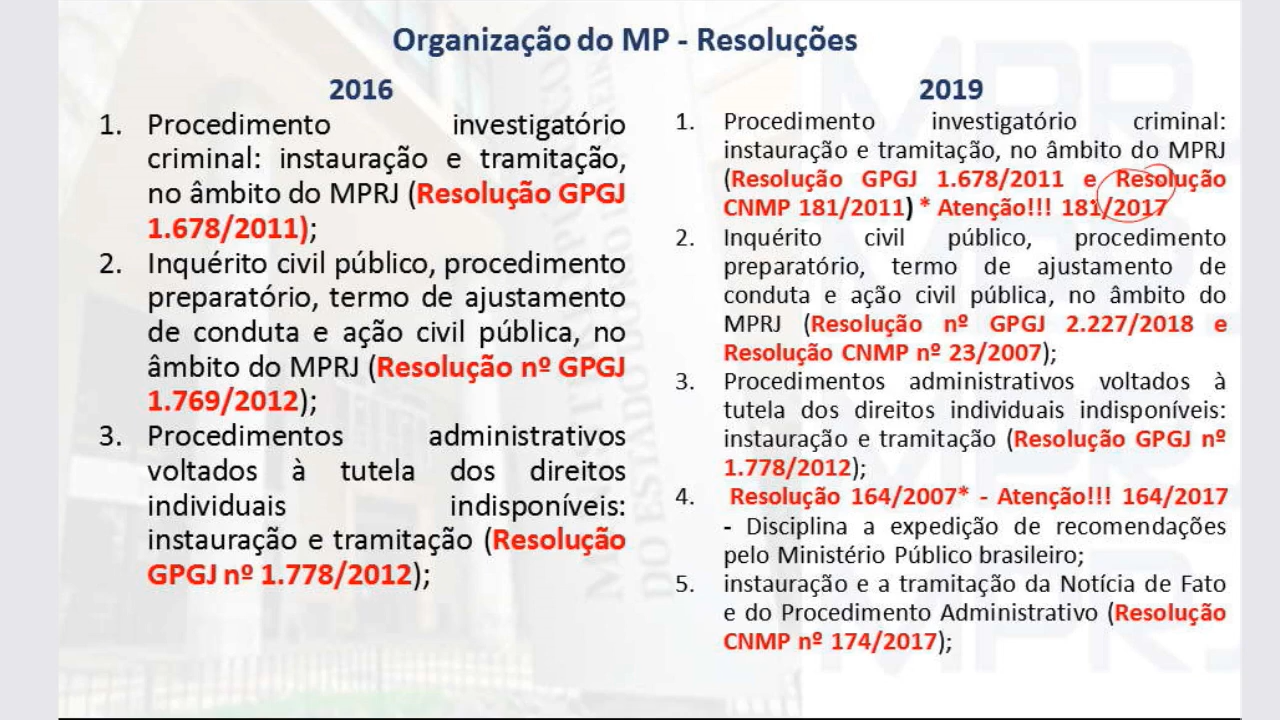 Organização do MP - Resoluções
2016
1. Procedimento investigatório
criminal: instauração e tramitação,
no âmbito do MPRJ (Resolução GPGJ
1.678/2011);
2. Inquérito civil público, procedimento
preparatório, termo de ajustamento
de conduta e ação civil pública, no
âmbito do MPRJ (Resolução nº GPGJ
1.769/2012);
3. Procedimentos administrativos
voltados à tutela dos direitos
individuais indisponíveis:
instauração e tramitação (Resolução
GPGJ nº 1.778/2012);
2019
1. Procedimento investigatório criminal:
instauração e tramitação, no âmbito do MPRJ
(Resolução GPGJ 1.678/2011 e Resolução
CNMP 181/2011) * Atenção!!! 181/2017
2. Inquérito civil público, procedimento
preparatório, termo de ajustamento de
conduta e ação civil pública, no âmbito do
MPRJ (Resolução nº GPGJ 2.227/2018 e
Resolução CNMP nº 23/2007);
3. Procedimentos administrativos voltados à
tutela dos direitos individuais indisponíveis:
instauração e tramitação (Resolução GPGJ nº
1.778/2012);
4. Resolução 164/2007* - Atenção!!! 164/2017
- Disciplina a expedição de recomendações
pelo Ministério Público brasileiro;
5. instauração e a tramitação da Notícia de Fato
e do Procedimento Administrativo (Resolução
CNMP nº 174/2017);